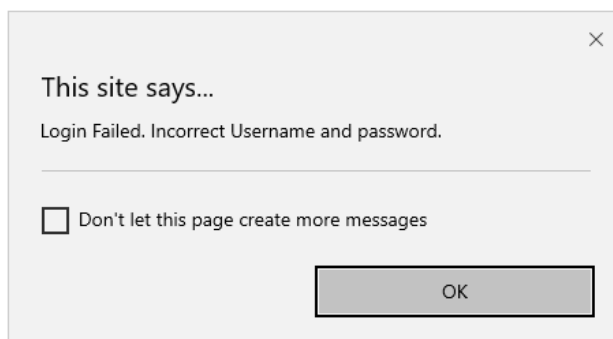 This site says...
Login Failed. Incorrect Username and password.
Don't let this page create more messages
OK